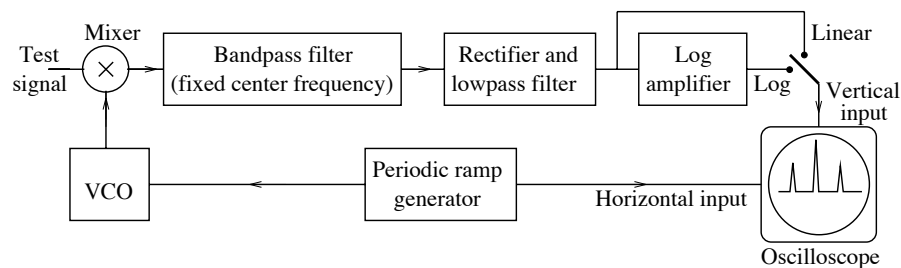 Mixer
Test
signal
×
Bandpass filter
(fixed center frequency)
Rectifier and
lowpass filter
Log
amplifier
Linear
Log
Vertical
input
VCO
Periodic ramp
generator
Horizontal input
Oscilloscope